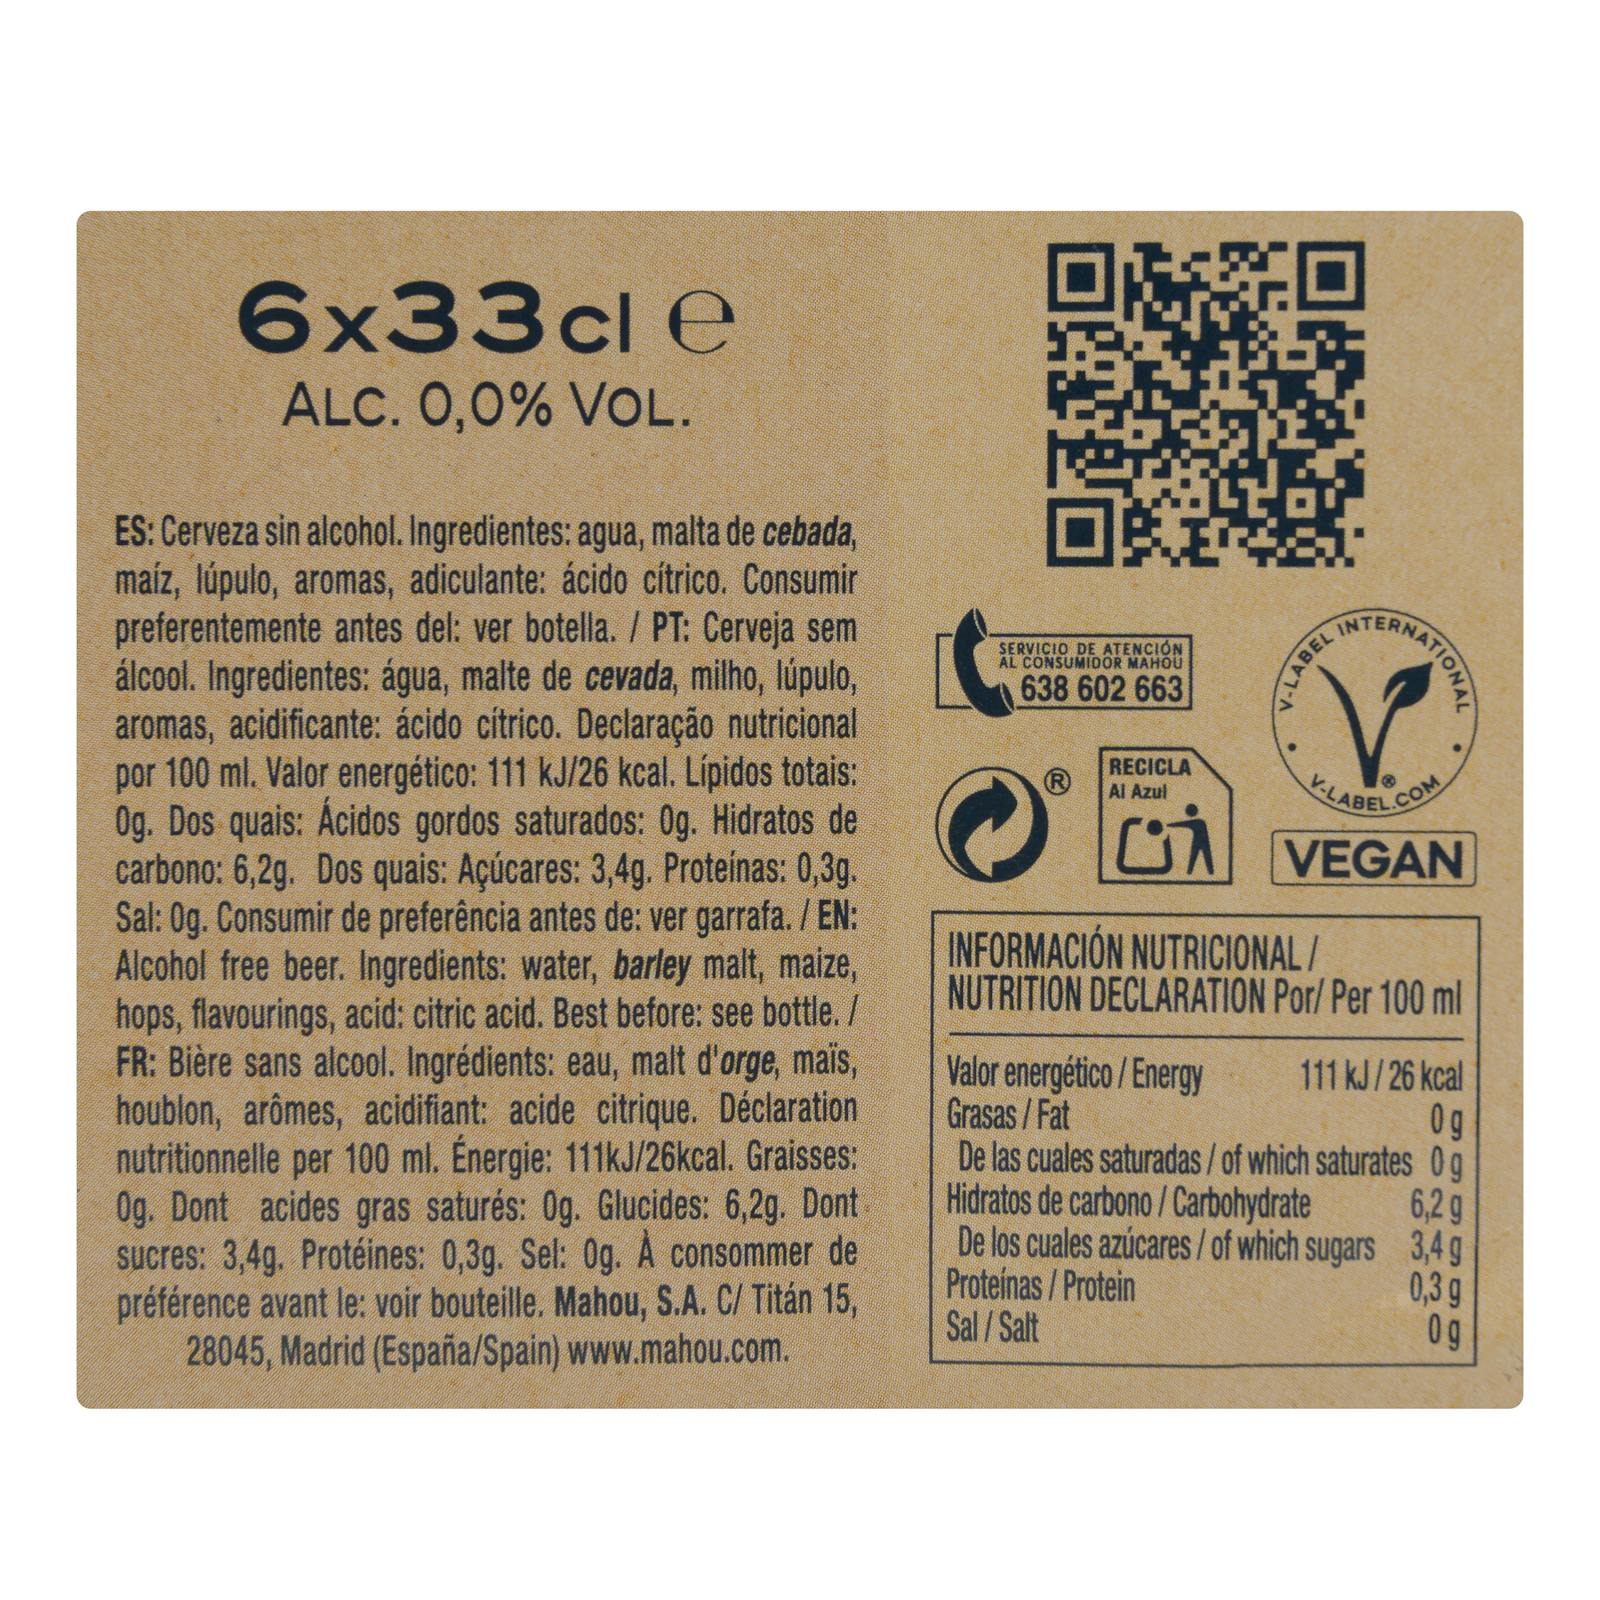 6x33cl ℮
ALC. 0,0% VOL.
ES: Cerveza sin alcohol. Ingredientes: agua, malta de cebada,
maíz, lúpulo, aromas, adiculante: ácido cítrico. Consumir
preferentemente antes del: ver botella. / PT: Cerveja sem
álcool. Ingredientes: água, malte de cevada, milho, lúpulo,
aromas, acidificante: ácido cítrico. Declaração nutricional
por 100 ml. Valor energético: 111 kJ/26 kcal. Lípidos totais:
0g. Dos quais: Ácidos gordos saturados: 0g. Hidratos de
carbono: 6,2g. Dos quais: Açúcares: 3,4g. Proteínas: 0,3g.
Sal: 0g. Consumir de preferência antes de: ver garrafa. / EN:
Alcohol free beer. Ingredients: water, barley malt, maize,
hops, flavourings, acid: citric acid. Best before: see bottle. /
FR: Bière sans alcool. Ingrédients: eau, malt d'orge, maïs,
houblon, arômes, acidifiant: acide citrique. Déclaration
nutritionnelle per 100 ml. Énergie: 111kJ/26kcal. Graisses:
0g. Dont acides gras saturés: 0g. Glucides: 6,2g. Dont
sucres: 3,4g. Protéines: 0,3g. Sel: 0g. À consommer de
préférence avant le: voir bouteille. Mahou, S.A. C/ Titán 15,
28045, Madrid (España/Spain) www.mahou.com.
SERVICIO DE ATENCIÓN
AL CONSUMIDOR MAHOU
638 602 663
V-LABEL INTERNATIONAL
®
V-LABEL.COM
VEGAN
®
RECICLA
Al Azul
INFORMACIÓN NUTRICIONAL /
NUTRITION DECLARATION Por/ Per 100 ml
Valor energético / Energy 111 kJ / 26 kcal
Grasas / Fat 0 g
De las cuales saturadas / of which saturates 0 g
Hidratos de carbono / Carbohydrate 6,2 g
De los cuales azúcares / of which sugars 3,4 g
Proteínas / Protein 0,3 g
Sal / Salt 0 g